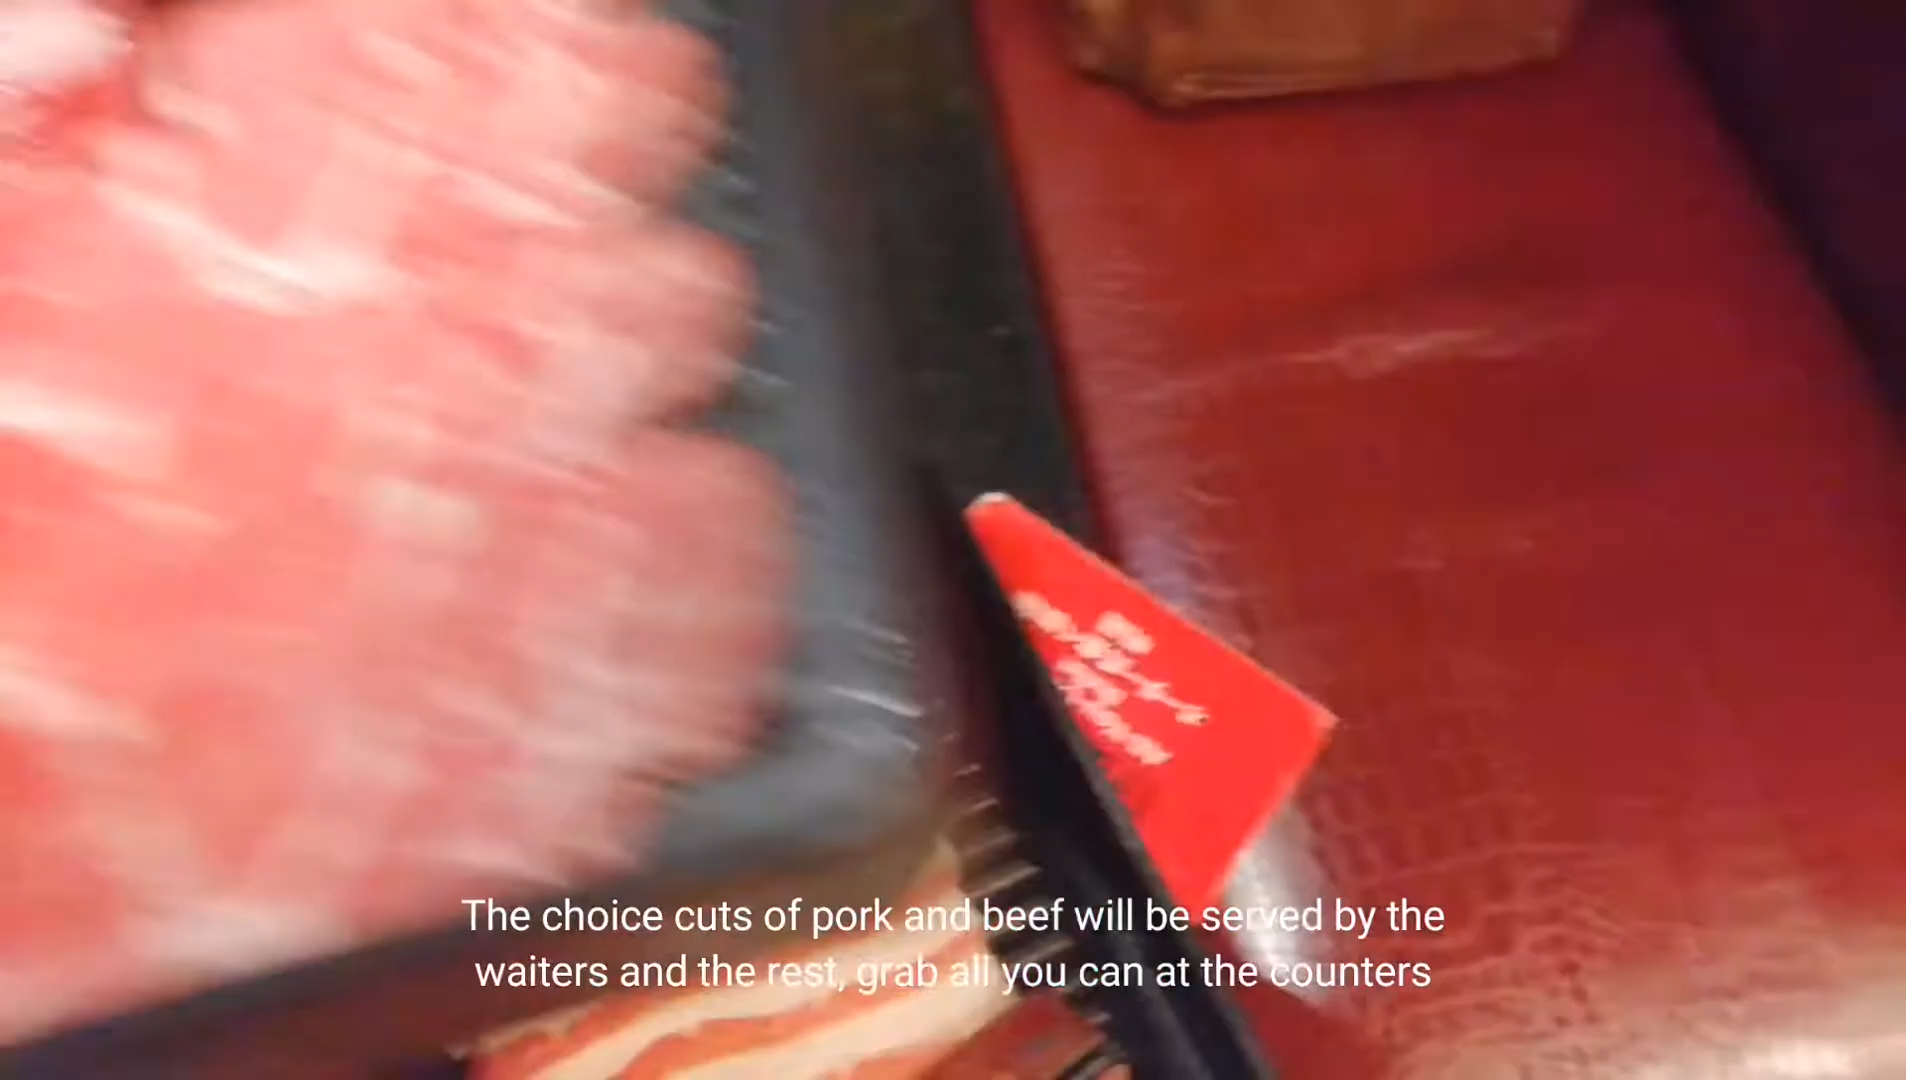 The choice cuts of pork and beef will be served by the
waiters and the rest, grab all you can at the counters